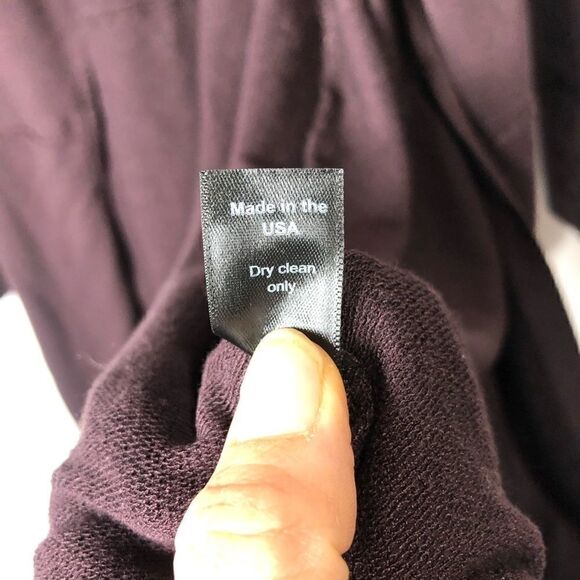 Made in the
USA
Dry clean
only